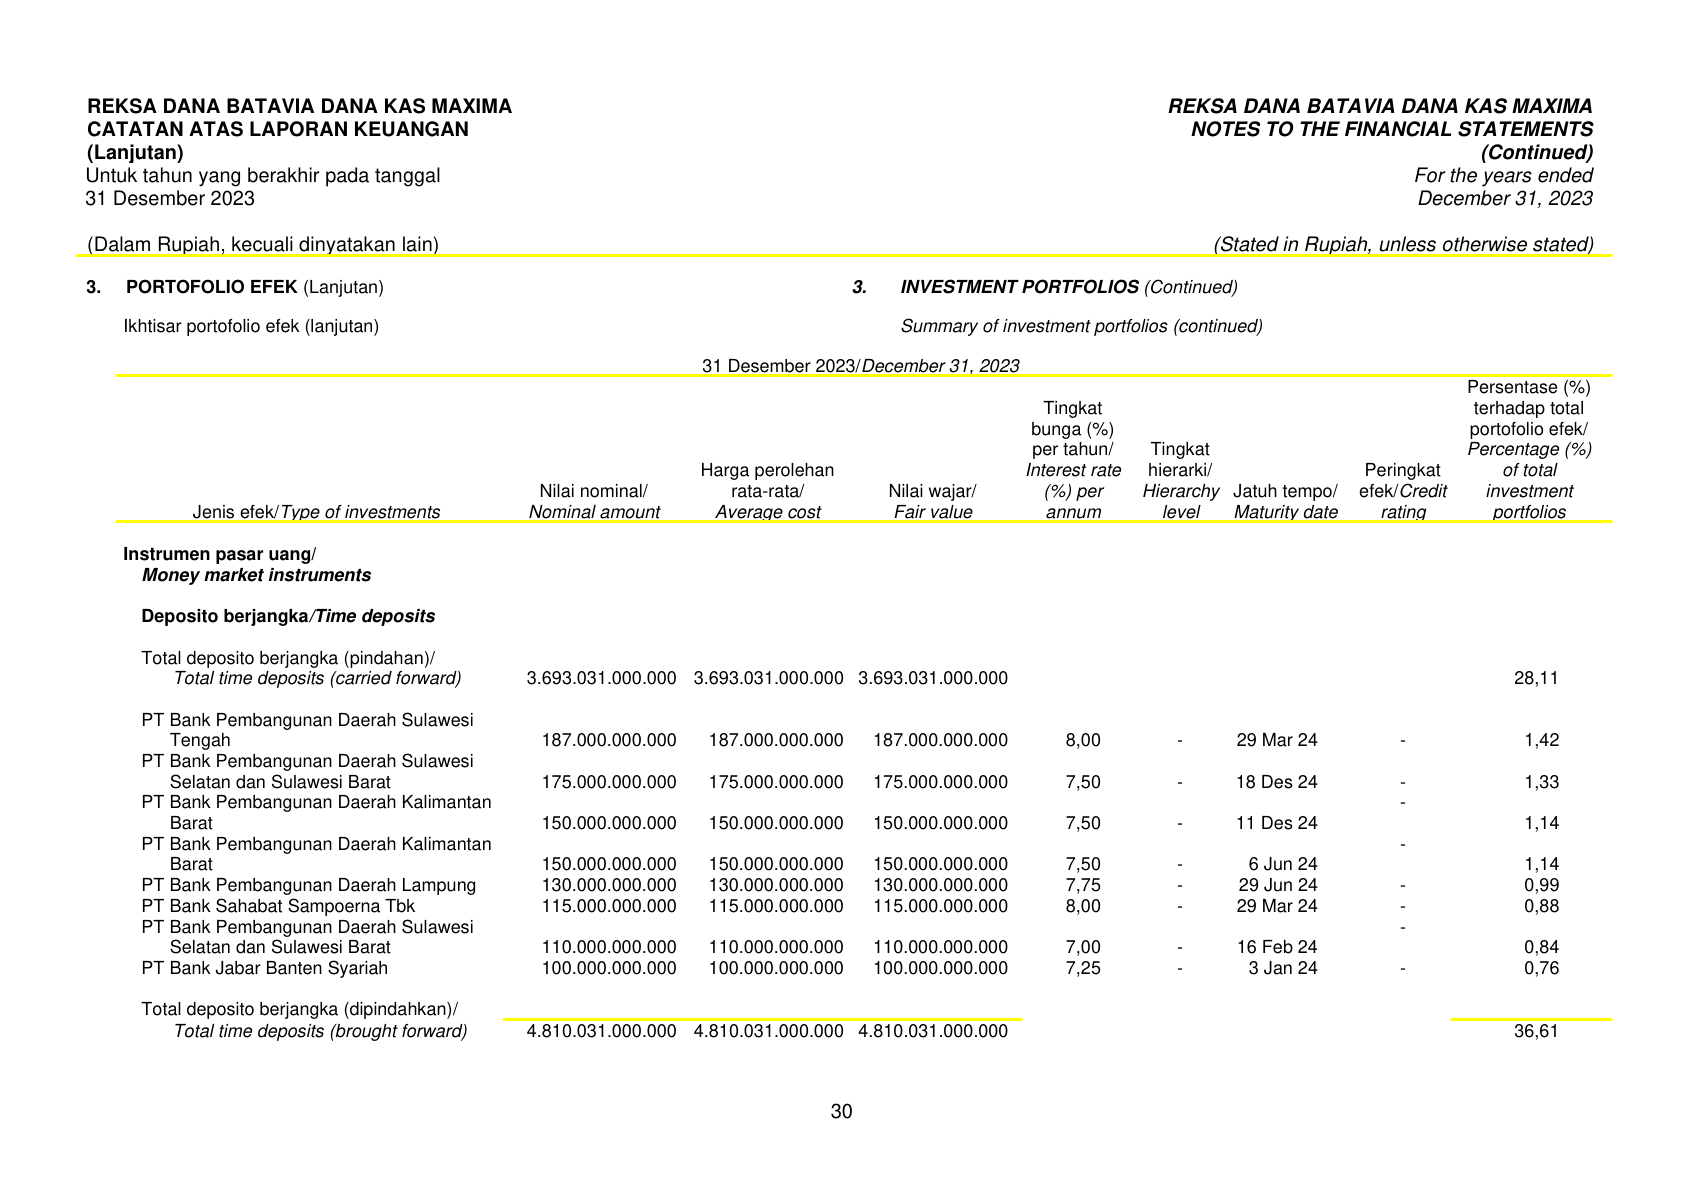 REKSA DANA BATAVIA DANA KAS MAXIMA
CATATAN ATAS LAPORAN KEUANGAN
(Lanjutan)
Untuk tahun yang berakhir pada tanggal
31 Desember 2023
(Dalam Rupiah, kecuali dinyatakan lain)
REKSA DANA BATAVIA DANA KAS MAXIMA
NOTES TO THE FINANCIAL STATEMENTS
(Continued)
For the years ended
December 31, 2023
(Stated in Rupiah, unless otherwise stated)
3. PORTOFOLIO EFEK (Lanjutan)
Ikhtisar portofolio efek (lanjutan)
3. INVESTMENT PORTFOLIOS (Continued)
Summary of investment portfolios (continued)
31 Desember 2023/December 31, 2023
Jenis efek/Type of investments
Nilai nominal/
Nominal amount
Harga perolehan
rata-rata/
Average cost
Nilai wajar/
Fair value
Tingkat
bunga (%)
per tahun/
Interest rate
(%) per
annum
Tingkat
hierarki/
Hierarchy
level
Jatuh tempo/
Maturity date
Peringkat
efek/Credit
rating
Persentase (%)
terhadap total
portofolio efek/
Percentage (%)
of total
investment
portfolios
Instrumen pasar uang/
Money market instruments
Deposito berjangka/Time deposits
Total deposito berjangka (pindahan)/
Total time deposits (carried forward) 3.693.031.000.000 3.693.031.000.000 3.693.031.000.000 28,11
PT Bank Pembangunan Daerah Sulawesi
Tengah 187.000.000.000 187.000.000.000 187.000.000.000 8,00 - 29 Mar 24 - 1,42
PT Bank Pembangunan Daerah Sulawesi
Selatan dan Sulawesi Barat 175.000.000.000 175.000.000.000 175.000.000.000 7,50 - 18 Des 24 - 1,33
PT Bank Pembangunan Daerah Kalimantan -
Barat 150.000.000.000 150.000.000.000 150.000.000.000 7,50 - 11 Des 24 1,14
PT Bank Pembangunan Daerah Kalimantan -
Barat 150.000.000.000 150.000.000.000 150.000.000.000 7,50 - 6 Jun 24 1,14
PT Bank Pembangunan Daerah Lampung 130.000.000.000 130.000.000.000 130.000.000.000 7,75 - 29 Jun 24 - 0,99
PT Bank Sahabat Sampoerna Tbk 115.000.000.000 115.000.000.000 115.000.000.000 8,00 - 29 Mar 24 - 0,88
PT Bank Pembangunan Daerah Sulawesi -
Selatan dan Sulawesi Barat 110.000.000.000 110.000.000.000 110.000.000.000 7,00 - 16 Feb 24 0,84
PT Bank Jabar Banten Syariah 100.000.000.000 100.000.000.000 100.000.000.000 7,25 - 3 Jan 24 - 0,76
Total deposito berjangka (dipindahkan)/
Total time deposits (brought forward) 4.810.031.000.000 4.810.031.000.000 4.810.031.000.000 36,61
30